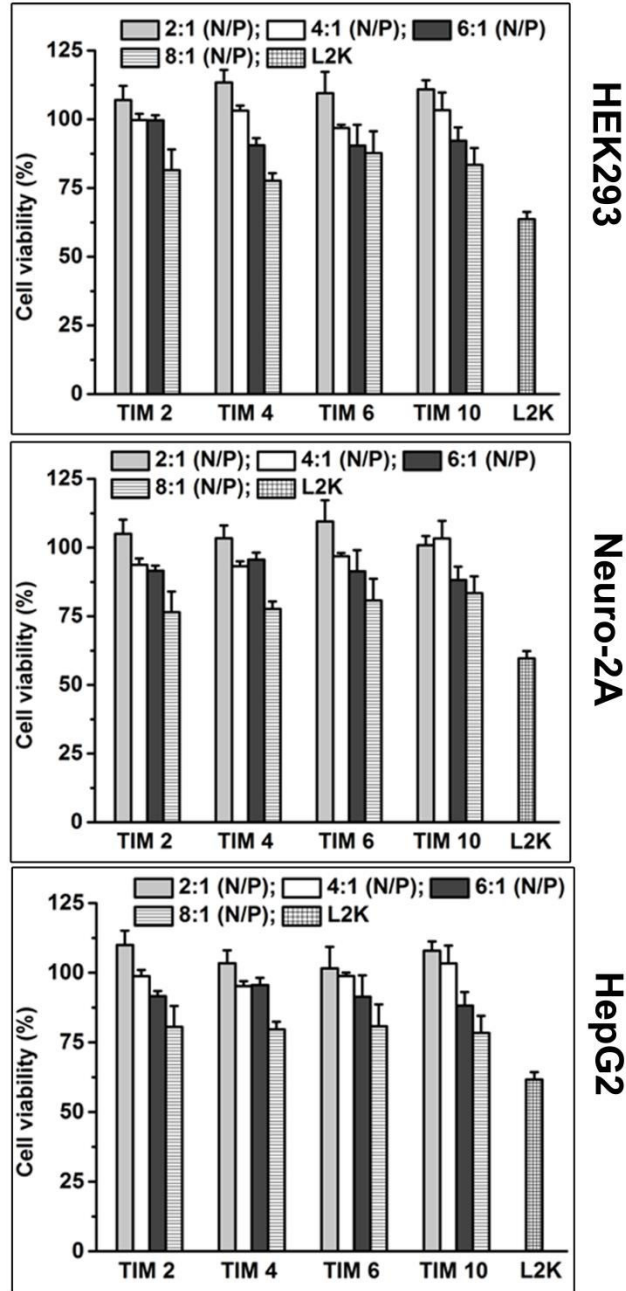 2:1 (N/P); 4:1 (N/P); 6:1 (N/P)
8:1 (N/P); L2K
125
100
75
50
25
0
Cell viability (%)
TIM 2 TIM 4 TIM 6 TIM 10 L2K
HEK293
2:1 (N/P); 4:1 (N/P); 6:1 (N/P)
8:1 (N/P); L2K
125
100
75
50
25
0
Cell viability (%)
TIM 2 TIM 4 TIM 6 TIM 10 L2K
Neuro-2A
2:1 (N/P); 4:1 (N/P); 6:1 (N/P)
8:1 (N/P); L2K
125
100
75
50
25
0
Cell viability (%)
TIM 2 TIM 4 TIM 6 TIM 10 L2K
HepG2